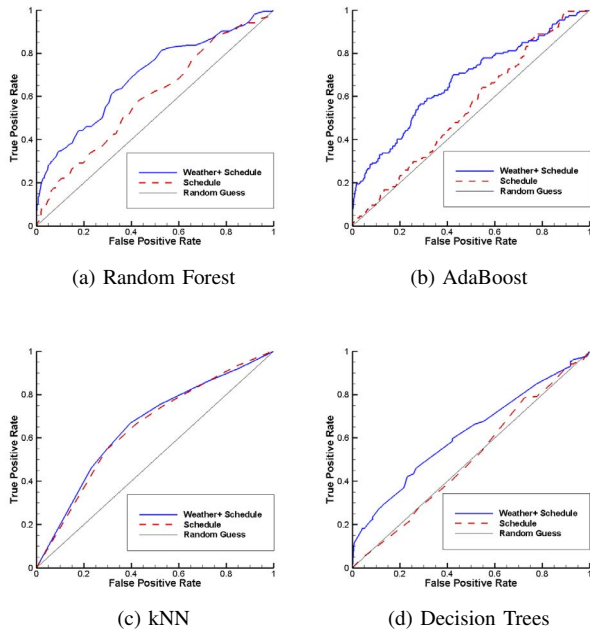 1
0.8
0.6
0.4
0.2
0
0 0.2 0.4 0.6 0.8 1
True Positive Rate
False Positive Rate
Weather+ Schedule
Schedule
Random Guess
(a) Random Forest
1
0.8
0.6
0.4
0.2
0
0 0.2 0.4 0.6 0.8 1
True Positive Rate
False Positive Rate
Weather+ Schedule
Schedule
Random Guess
(b) AdaBoost
1
0.8
0.6
0.4
0.2
0
0 0.2 0.4 0.6 0.8 1
True Positive Rate
False Positive Rate
Weather+ Schedule
Schedule
Random Guess
(c) kNN
1
0.8
0.6
0.4
0.2
0
0 0.2 0.4 0.6 0.8 1
True Positive Rate
False Positive Rate
Weather+ Schedule
Schedule
Random Guess
(d) Decision Trees